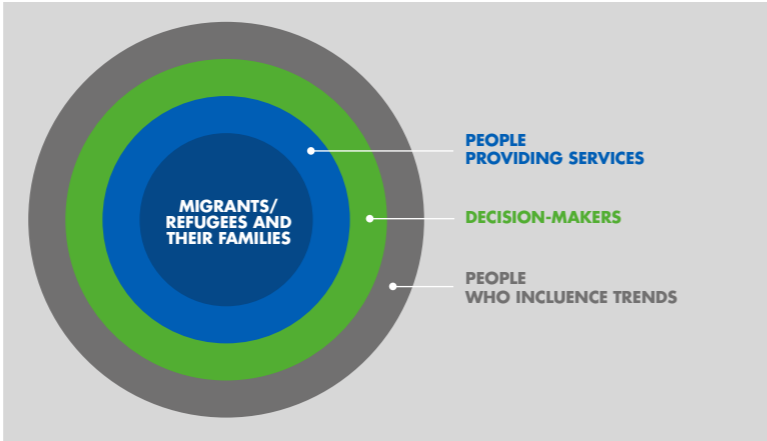 MIGRANTS/
REFUGEES AND
THEIR FAMILIES
PEOPLE
PROVIDING SERVICES
DECISION-MAKERS
PEOPLE
WHO INCLUENCE TRENDS